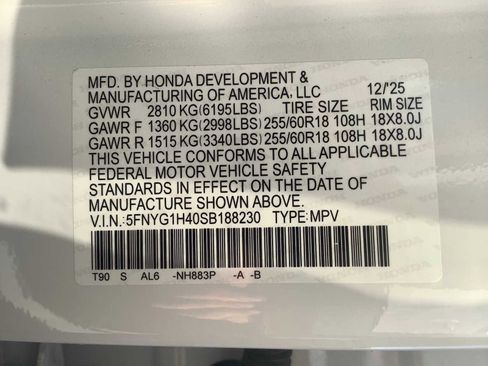 MFD. BY HONDA DEVELOPMENT &
MANUFACTURING OF AMERICA, LLC 12/'25
GVWR 2810 KG(6195LBS) TIRE SIZE RIM SIZE
GAWR F 1360 KG(2998LBS) 255/60R18 108H 18X8.0J
GAWR R 1515 KG(3340LBS) 255/60R18 108H 18X8.0J
THIS VEHICLE CONFORMS TO ALL APPLICABLE
FEDERAL MOTOR VEHICLE SAFETY
STANDARDS IN EFFECT ON THE DATE OF
MANUFACTURE SHOWN ABOVE.
V.I.N.:5FNYG1H40SB188230 TYPE:MPV
T90 S AL6 -NH883P -A -B